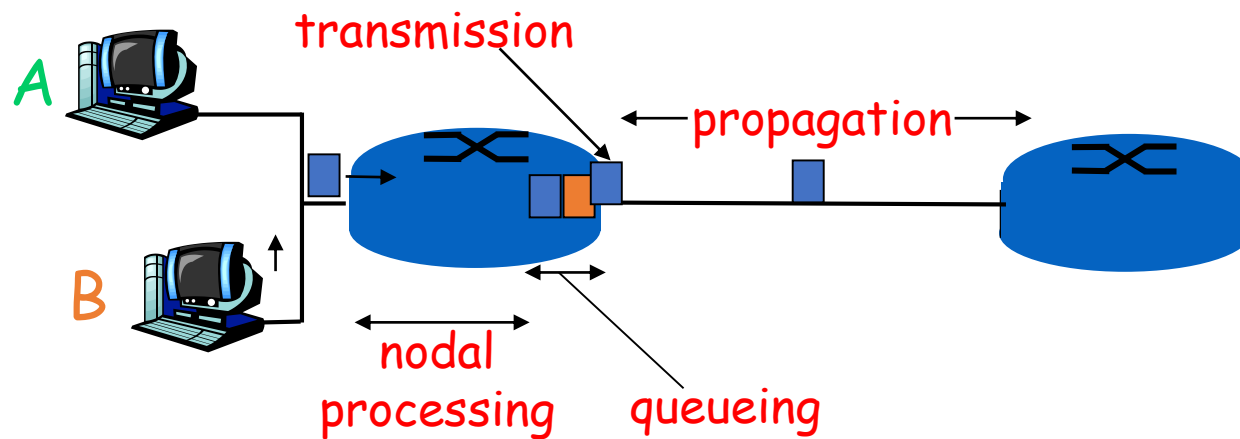 transmission
A
propagation
B
nodal
processing
queueing